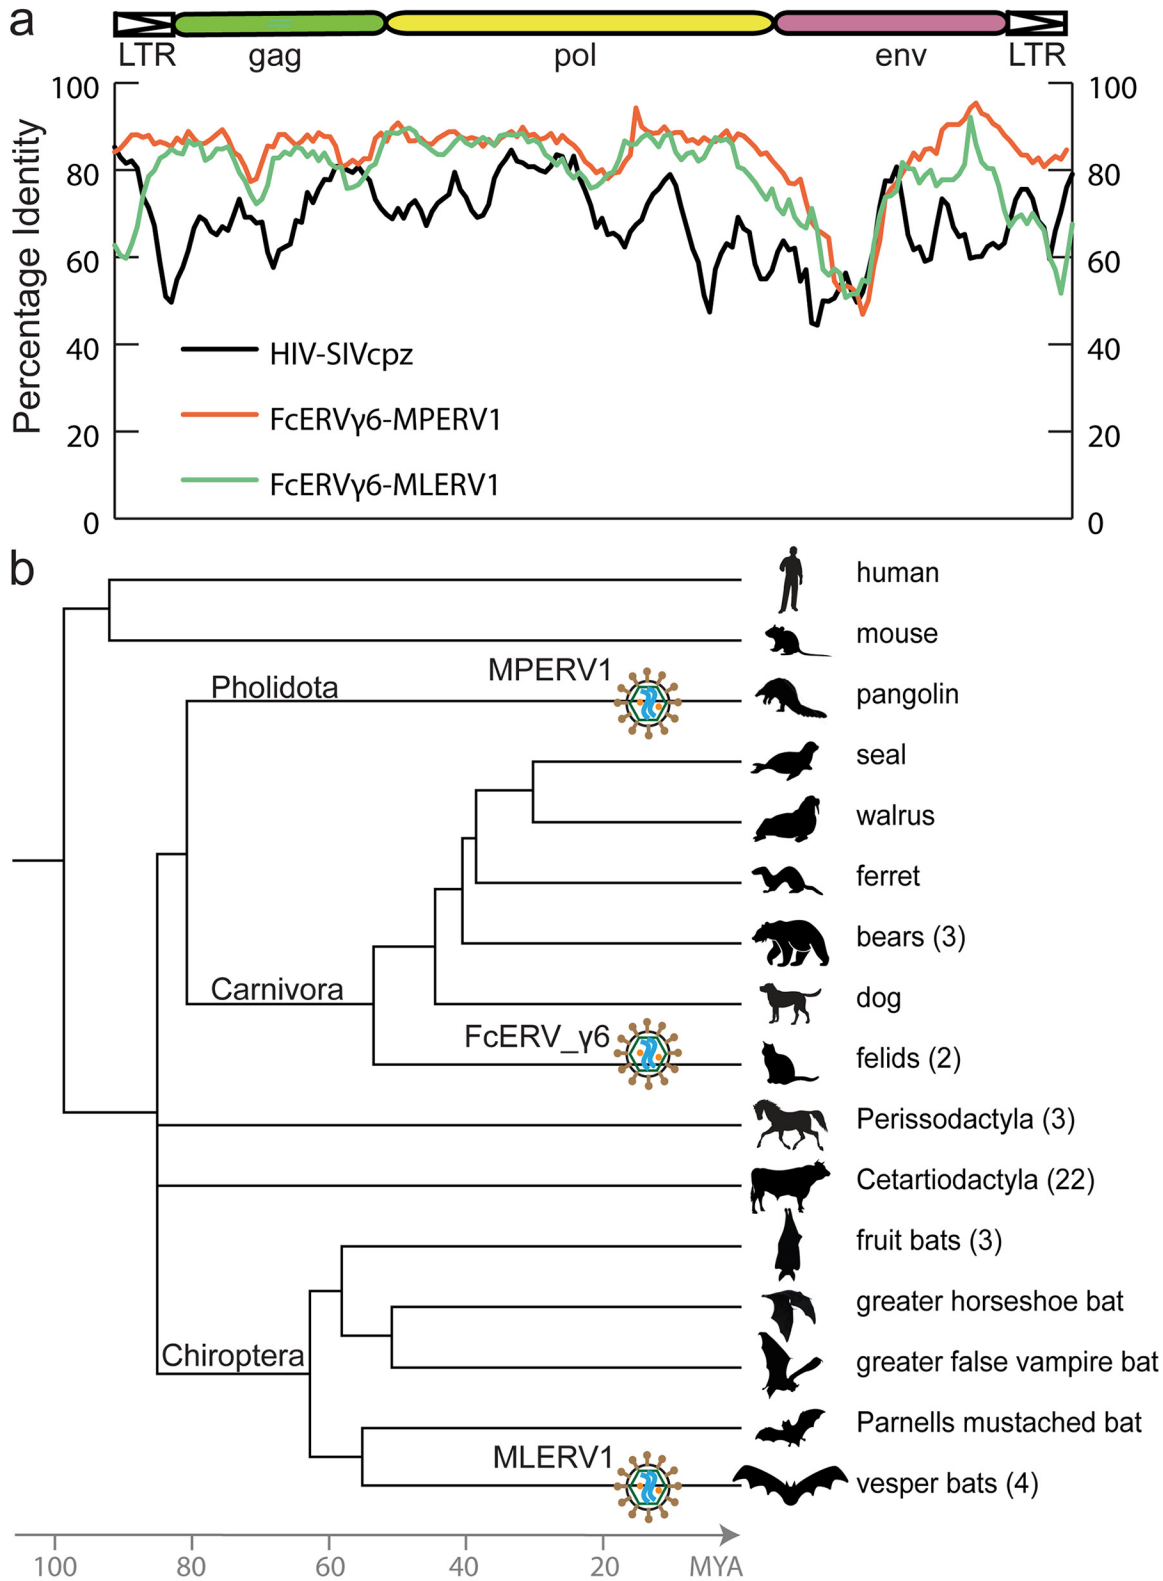 a
LTR gag pol env LTR
Percentage Identity
100 100
80 80
60 60
40 40
20 20
0 0
HIV-SIVcpz
FcERVγ6-MPERV1
FcERVγ6-MLERV1
b
human
mouse
MPERV1
Pholidota
pangolin
seal
walrus
ferret
bears (3)
Carnivora
dog
FcERV_γ6
felids (2)
Perissodactyla (3)
Cetartiodactyla (22)
fruit bats (3)
greater horseshoe bat
Chiroptera
greater false vampire bat
Parnells mustached bat
MLERV1
vesper bats (4)
100 80 60 40 20 MYA